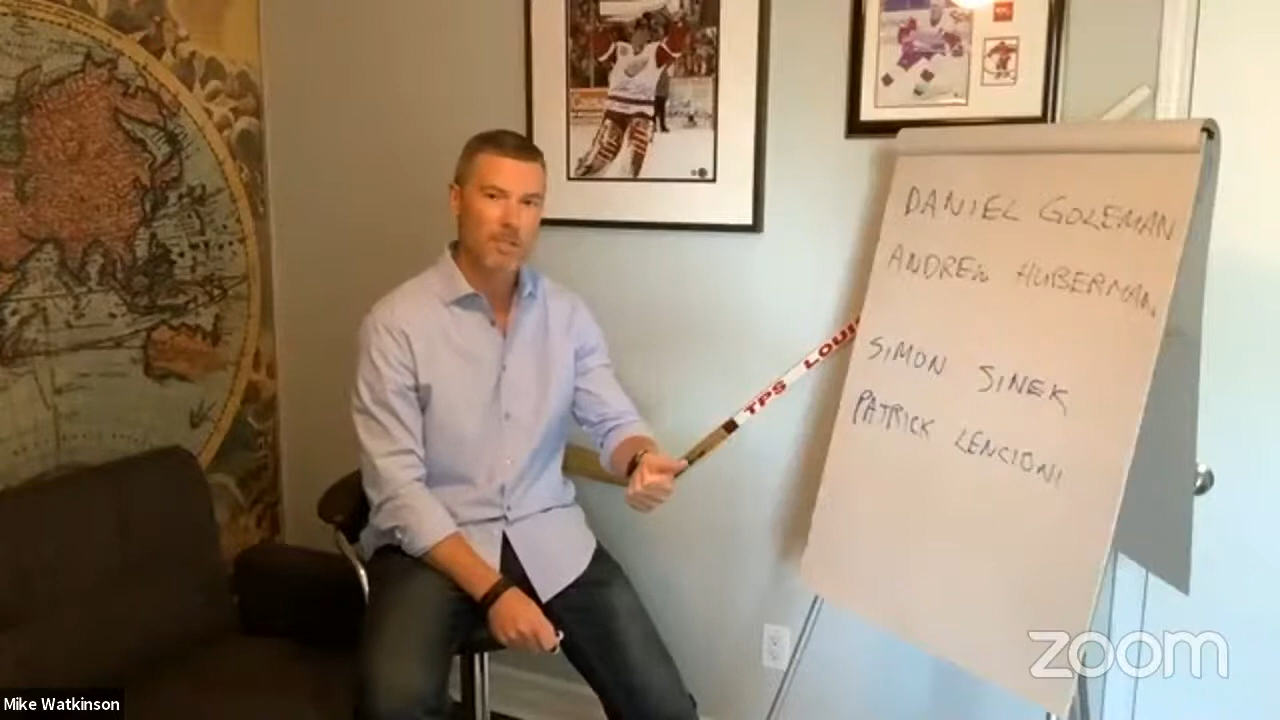 DANIEL GOLEMAN
ANDREW HUBERMAN
SIMON SINEK
PATRICK LENCIONI
TPS LOUI
zoom
Mike Watkinson